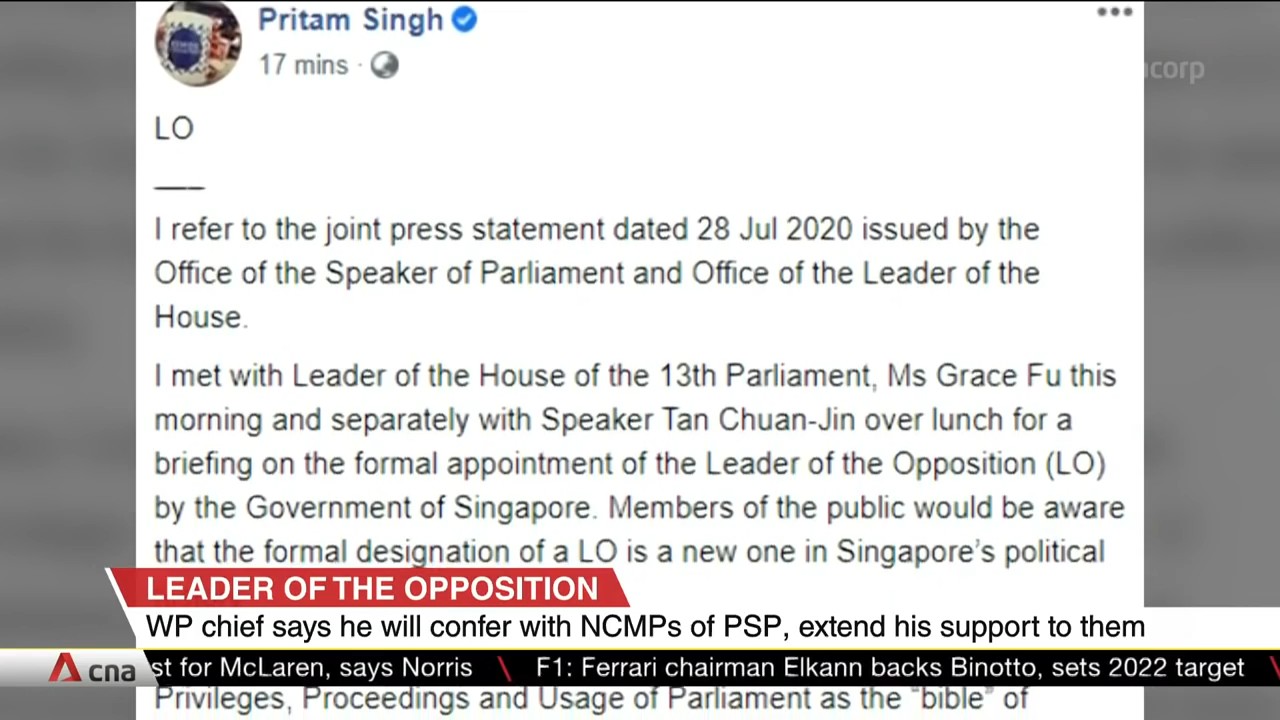 Pritam Singh
17 mins ·
corp
LO
I refer to the joint press statement dated 28 Jul 2020 issued by the
Office of the Speaker of Parliament and Office of the Leader of the
House.
I met with Leader of the House of the 13th Parliament, Ms Grace Fu this
morning and separately with Speaker Tan Chuan-Jin over lunch for a
briefing on the formal appointment of the Leader of the Opposition (LO)
by the Government of Singapore. Members of the public would be aware
that the formal designation of a LO is a new one in Singapore's political
LEADER OF THE OPPOSITION
WP chief says he will confer with NCMPs of PSP, extend his support to them
cna st for McLaren, says Norris \ F1: Ferrari chairman Elkann backs Binotto, sets 2022 target
Privileges, Proceedings and Usage of Parliament as the "bible" of